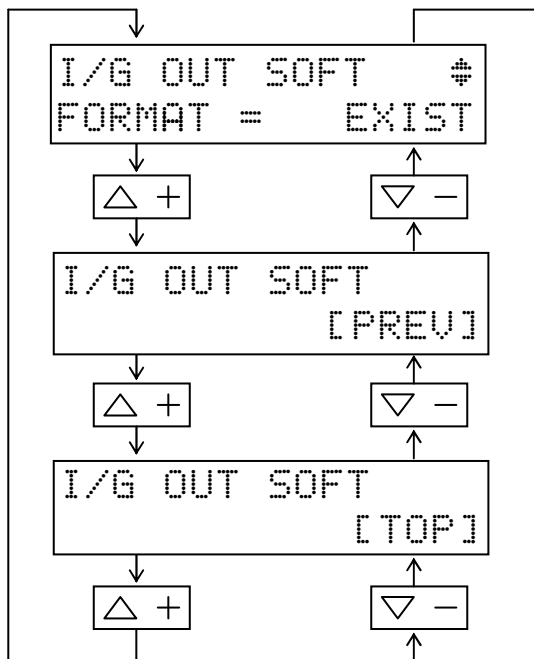 I/G OUT SOFT
FORMAT = EXIST
△ + ▽ −
I/G OUT SOFT
[PREV]
△ + ▽ −
I/G OUT SOFT
[TOP]
△ + ▽ −